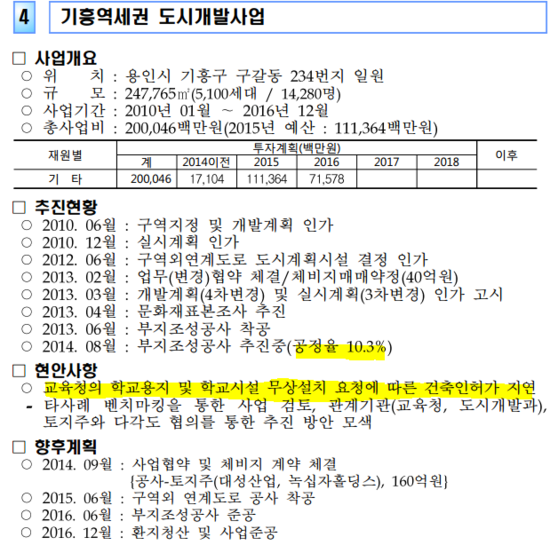 4 기흥역세권 도시개발사업
□ 사업개요
○ 위 치 : 용인시 기흥구 구갈동 234번지 일원
○ 규 모 : 247,765㎡(5,100세대 / 14,280명)
○ 사업기간 : 2010년 01월 ~ 2016년 12월
○ 총사업비 : 200,046백만원(2015년 예산 : 111,364백만원)
재원별 투자계획(백만원) 이후
계 2014이전 2015 2016 2017 2018
기 타 200,046 17,104 111,364 71,578
□ 추진현황
○ 2010. 06월 : 구역지정 및 개발계획 인가
○ 2010. 12월 : 실시계획 인가
○ 2012. 06월 : 구역외연계도로 도시계획시설 결정 인가
○ 2013. 02월 : 업무(변경)협약 체결/체비지매매약정(40억원)
○ 2013. 03월 : 개발계획(4차변경) 및 실시계획(3차변경) 인가 고시
○ 2013. 04월 : 문화재표본조사 추진
○ 2013. 06월 : 부지조성공사 착공
○ 2014. 08월 : 부지조성공사 추진중(공정율 10.3%)
□ 현안사항
○ 교육청의 학교용지 및 학교시설 무상설치 요청에 따른 건축인허가 지연
- 타사례 벤치마킹을 통한 사업 검토, 관계기관(교육청, 도시개발과),
토지주와 다각도 협의를 통한 추진 방안 모색
□ 향후계획
○ 2014. 09월 : 사업협약 및 체비지 계약 체결
{공사-토지주(대성산업, 녹십자홀딩스), 160억원}
○ 2015. 06월 : 구역외 연계도로 공사 착공
○ 2016. 06월 : 부지조성공사 준공
○ 2016. 12월 : 환지청산 및 사업준공